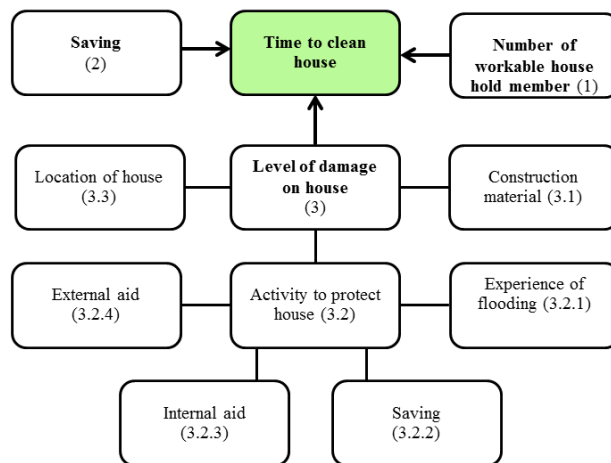 Saving
(2)
Time to clean
house
Number of
workable house
hold member (1)
Location of house
(3.3)
Level of damage
on house
(3)
Construction
material (3.1)
External aid
(3.2.4)
Activity to protect
house (3.2)
Experience of
flooding (3.2.1)
Internal aid
(3.2.3)
Saving
(3.2.2)